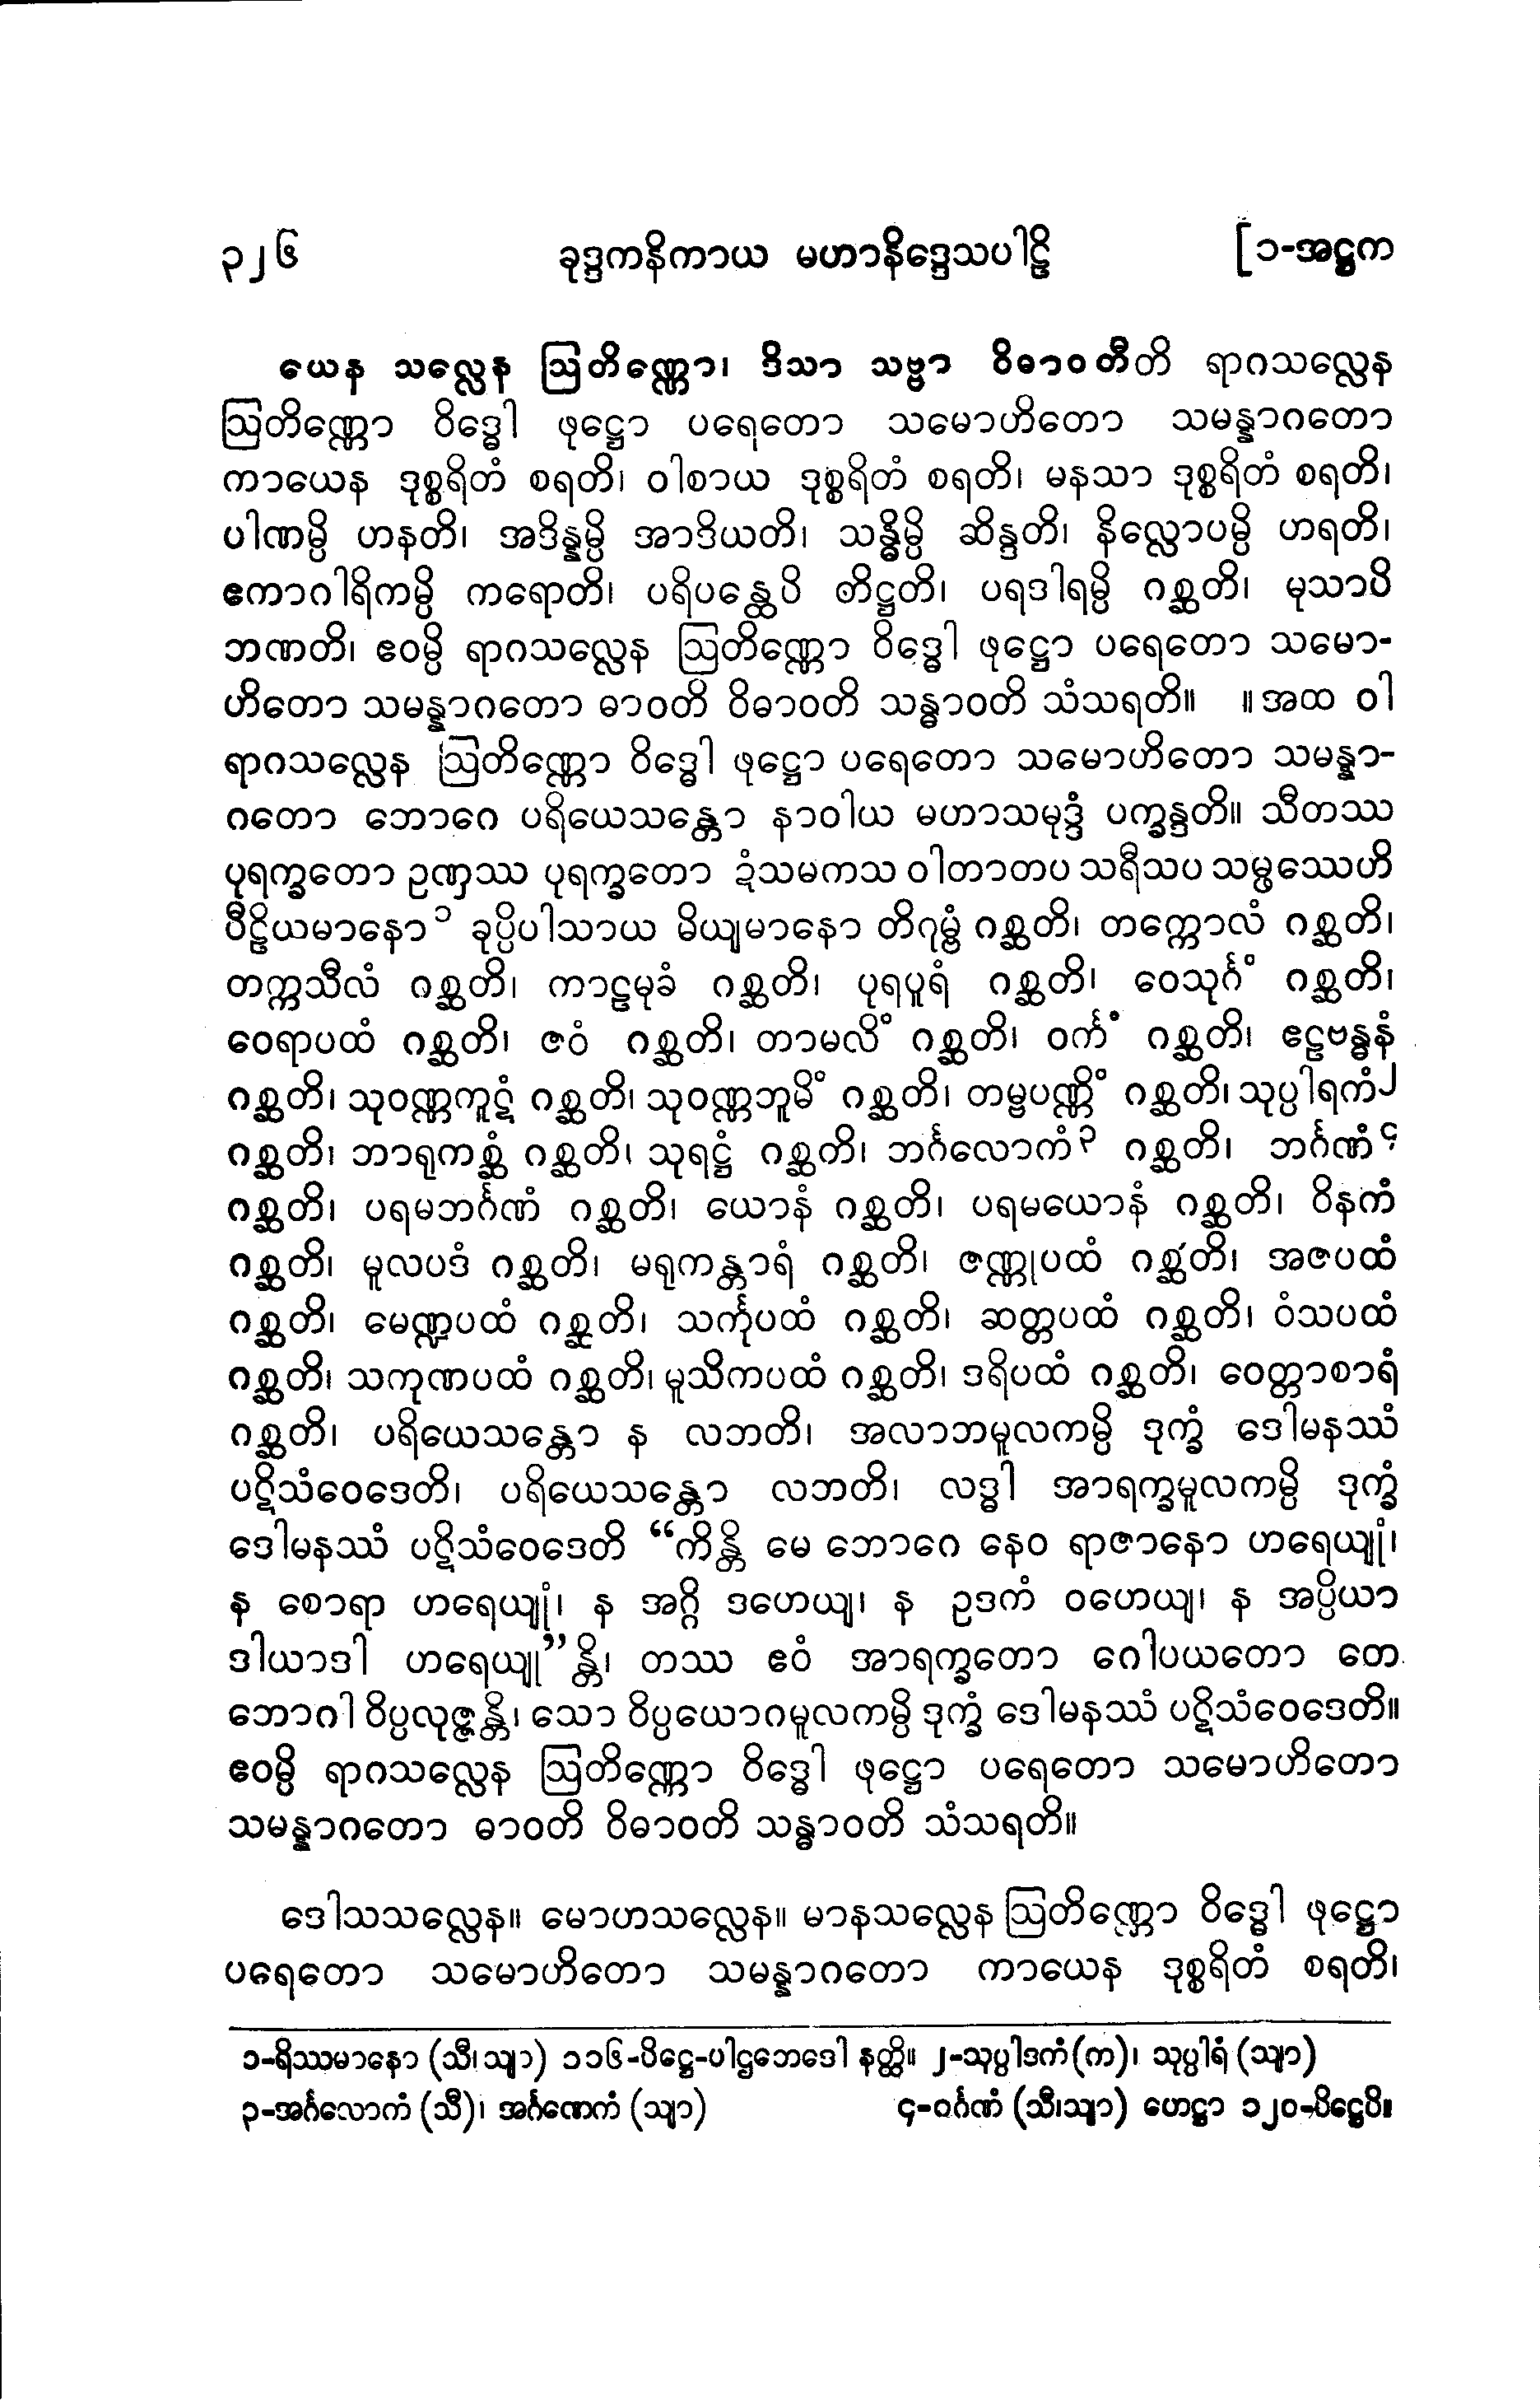 ၃၂၆ ခုဒ္ဒကနိကာယ မဟာနိဒ္ဒေသပါဠိ [၁-အဋ္ဌက
ယေန သလ္လေန ဩတိဏ္ဏော၊ ဒိသာ သဗ္ဗာ ဝိဓာဝတီတိ ရာဂသလ္လေန
ဩတိဏ္ဏော ဝိဒ္ဓေါ ဖုဋ္ဌော ပရေတော သမောဟိတော သမန္နာဂတော
ကာယေန ဒုစ္စရိတံ စရတိ၊ ဝါစာယ ဒုစ္စရိတံ စရတိ၊ မနသာ ဒုစ္စရိတံ စရတိ၊
ပါဏမ္ပိ ဟနတိ၊ အဒိန္နမ္ပိ အာဒိယတိ၊ သန္ဓိမ္ပိ ဆိန္ဒတိ၊ နိလ္လောပမ္ပိ ဟရတိ၊
ဧကာဂါရိကမ္ပိ ကရောတိ၊ ပရိပန္ထေပိ တိဋ္ဌတိ၊ ပရဒါရမ္ပိ ဂစ္ဆတိ၊ မုသာပိ
ဘဏတိ၊ ဧဝမ္ပိ ရာဂသလ္လေန ဩတိဏ္ဏော ဝိဒ္ဓေါ ဖုဋ္ဌော ပရေတော သမော-
ဟိတော သမန္နာဂတော ဓာဝတိ ဝိဓာဝတိ သန္ဓာဝတိ သံသရတိ။ ။အထ ဝါ
ရာဂသလ္လေန ဩတိဏ္ဏော ဝိဒ္ဓေါ ဖုဋ္ဌော ပရေတော သမောဟိတော သမန္နာ-
ဂတော ဘောဂေ ပရိယေသန္တော နာဝါယ မဟာသမုဒ္ဒံ ပက္ခန္ဒတိ။ သီတဿ
ပုရက္ခတော ဥဏှဿ ပုရက္ခတော ဍံသမကသ ဝါတာတပ သရီသပ သမ္ဖဿေဟိ
ပီဠိယမာနော၁ ခုပ္ပိပါသာယ မိယျမာနော တိဂုမ္ဗံ ဂစ္ဆတိ၊ တက္ကောလံ ဂစ္ဆတိ၊
တက္ကသီလံ ဂစ္ဆတိ၊ ကာဠမုခံ ဂစ္ဆတိ၊ ပုရပူရံ ဂစ္ဆတိ၊ ဝေသုင်္ဂံ ဂစ္ဆတိ၊
ဝေရာပထံ ဂစ္ဆတိ၊ ဇဝံ ဂစ္ဆတိ၊ တာမလိံ ဂစ္ဆတိ၊ ဝင်္ကံ ဂစ္ဆတိ၊ ဧဠဗန္ဓနံ
ဂစ္ဆတိ၊ သုဝဏ္ဏကူဋံ ဂစ္ဆတိ၊ သုဝဏ္ဏဘူမိံ ဂစ္ဆတိ၊ တမ္ဗပဏ္ဏိံ ဂစ္ဆတိ၊ သုပ္ပါရကံ၂
ဂစ္ဆတိ၊ ဘာရုကစ္ဆံ ဂစ္ဆတိ၊ သုရဋ္ဌံ ဂစ္ဆတိ၊ ဘင်္ဂလောကံ၃ ဂစ္ဆတိ၊ ဘင်္ဂဏံ၄
ဂစ္ဆတိ၊ ပရမဘင်္ဂဏံ ဂစ္ဆတိ၊ ယောနံ ဂစ္ဆတိ၊ ပရမယောနံ ဂစ္ဆတိ၊ ဝိနကံ
ဂစ္ဆတိ၊ မူလပဒံ ဂစ္ဆတိ၊ မရုကန္တာရံ ဂစ္ဆတိ၊ ဇဏ္ဏုပထံ ဂစ္ဆတိ၊ အဇပထံ
ဂစ္ဆတိ၊ မေဏ္ဍပထံ ဂစ္ဆတိ၊ သင်္ကုပထံ ဂစ္ဆတိ၊ ဆတ္တပထံ ဂစ္ဆတိ၊ ဝံသပထံ
ဂစ္ဆတိ၊ သကုဏပထံ ဂစ္ဆတိ၊ မူသိကပထံ ဂစ္ဆတိ၊ ဒရိပထံ ဂစ္ဆတိ၊ ဝေတ္တာစာရံ
ဂစ္ဆတိ၊ ပရိယေသန္တော န လဘတိ၊ အလာဘမူလကမ္ပိ ဒုက္ခံ ဒေါမနဿံ
ပဋိသံဝေဒေတိ၊ ပရိယေသန္တော လဘတိ၊ လဒ္ဓါ အာရက္ခမူလကမ္ပိ ဒုက္ခံ
ဒေါမနဿံ ပဋိသံဝေဒေတိ “ကိန္တိ မေ ဘောဂေ နေဝ ရာဇာနော ဟရေယျုံ၊
န စောရာ ဟရေယျုံ၊ န အဂ္ဂိ ဒဟေယျ၊ န ဥဒကံ ဝဟေယျ၊ န အပ္ပိယာ
ဒါယာဒါ ဟရေယျု”န္တိ၊ တဿ ဧဝံ အာရက္ခတော ဂေါပယတော တေ
ဘောဂါ ဝိပ္ပလုဇ္ဇန္တိ၊ သော ဝိပ္ပယောဂမူလကမ္ပိ ဒုက္ခံ ဒေါမနဿံ ပဋိသံဝေဒေတိ။
ဧဝမ္ပိ ရာဂသလ္လေန ဩတိဏ္ဏော ဝိဒ္ဓေါ ဖုဋ္ဌော ပရေတော သမောဟိတော
သမန္နာဂတော ဓာဝတိ ဝိဓာဝတိ သန္ဓာဝတိ သံသရတိ။
ဒေါသသလ္လေန။ မောဟသလ္လေန။ မာနသလ္လေန ဩတိဏ္ဏော ဝိဒ္ဓေါ ဖုဋ္ဌော
ပရေတော သမောဟိတော သမန္နာဂတော ကာယေန ဒုစ္စရိတံ စရတိ၊
၁-ရိဿမာနော (သီ၊ သျာ) ၁၁၆-ပိဋ္ဌေ-ပါဌဘေဒေါ နတ္ထိ။ ၂-သုပ္ပါဒကံ(က)၊ သုပ္ပါရံ (သျာ)
၃-အင်္ဂလောကံ (သီ)၊ အင်္ဂဏေကံ (သျာ) ၄-ဂင်္ဂဏံ (သီ၊သျာ) ဟေဋ္ဌာ ၁၂၀-ပိဋ္ဌေပိ။